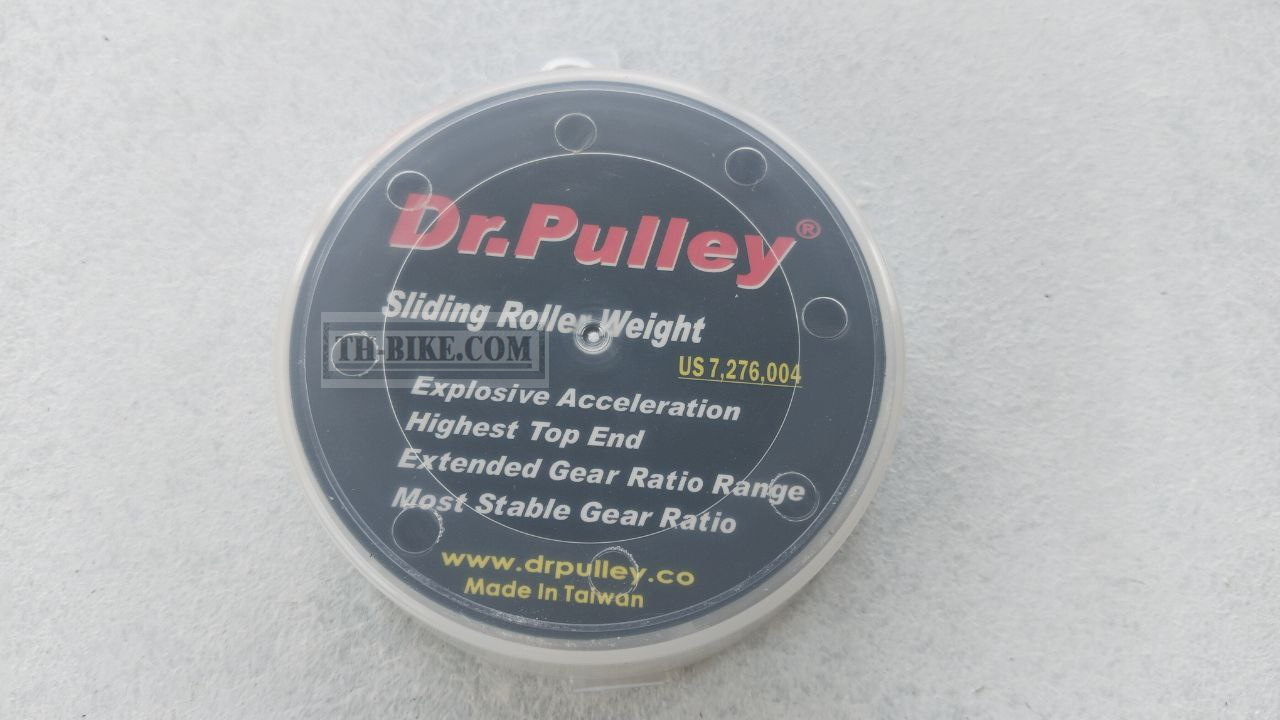 Dr.Pulley®
Sliding Roller Weight
US 7,276,004
TH-BIKE.COM
Explosive Acceleration
Highest Top End
Extended Gear Ratio Range
Most Stable Gear Ratio
www.drpulley.co
Made In Taiwan